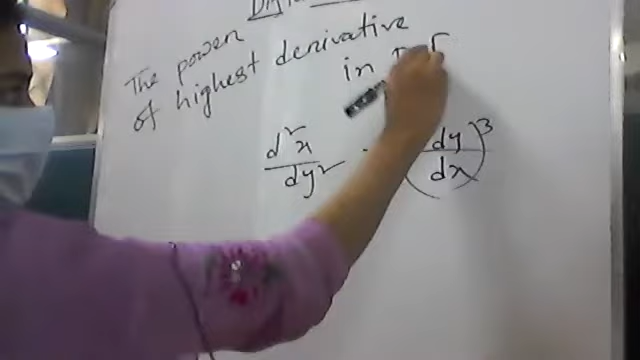 The power
of highest derivative
in
d²x
dy²
(dy
dx)³